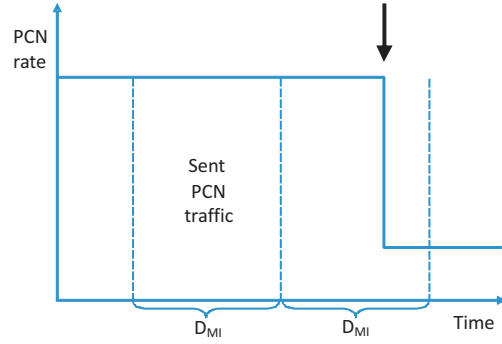 PCN
rate
Sent
PCN
traffic
D_MI
D_MI
Time